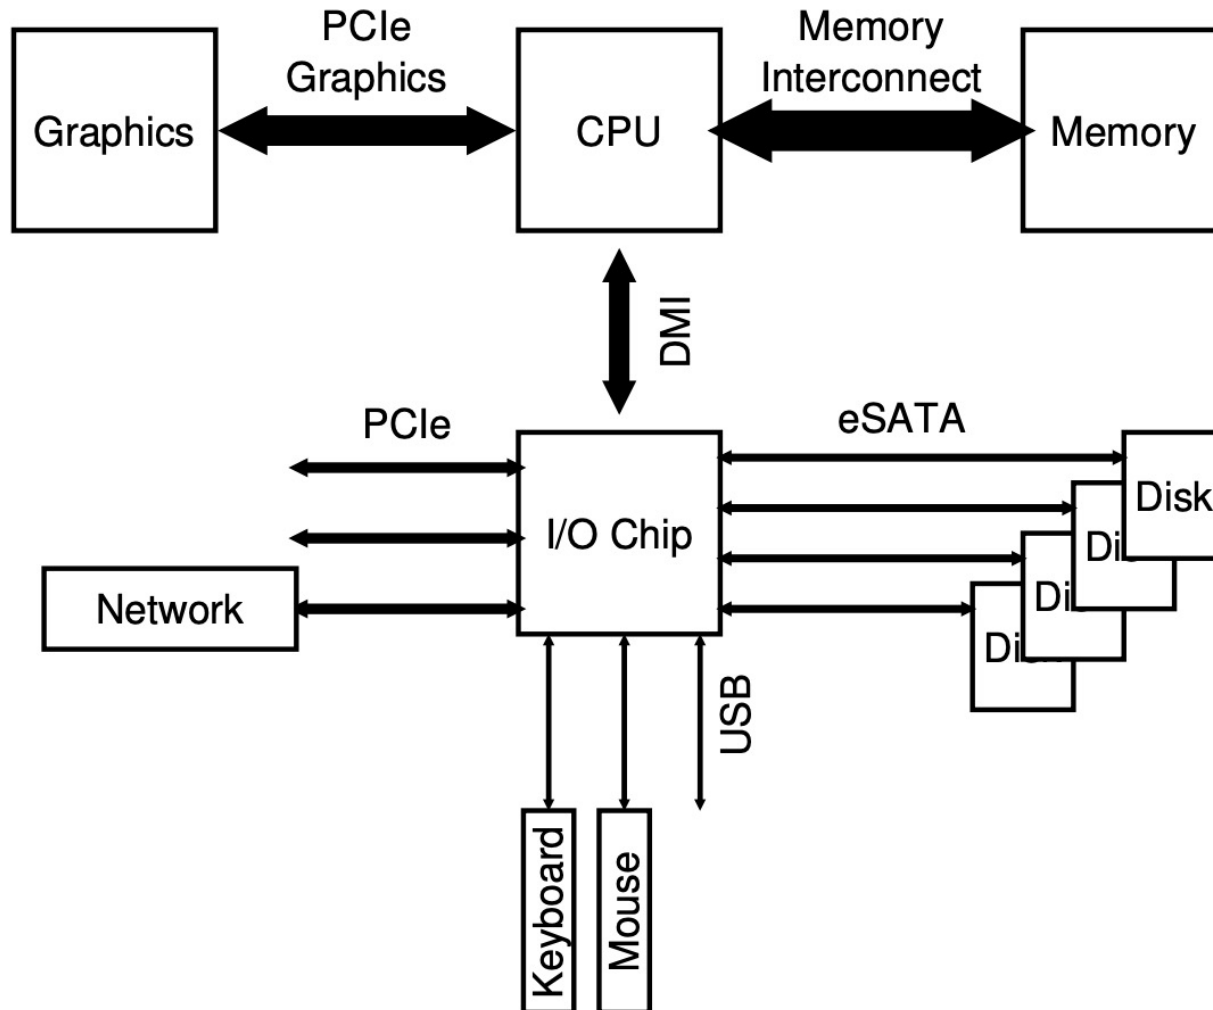 PCIe
Graphics
Memory
Interconnect
Graphics
CPU
Memory
DMI
PCIe
eSATA
I/O Chip
Disk
Network
USB
Keyboard
Mouse